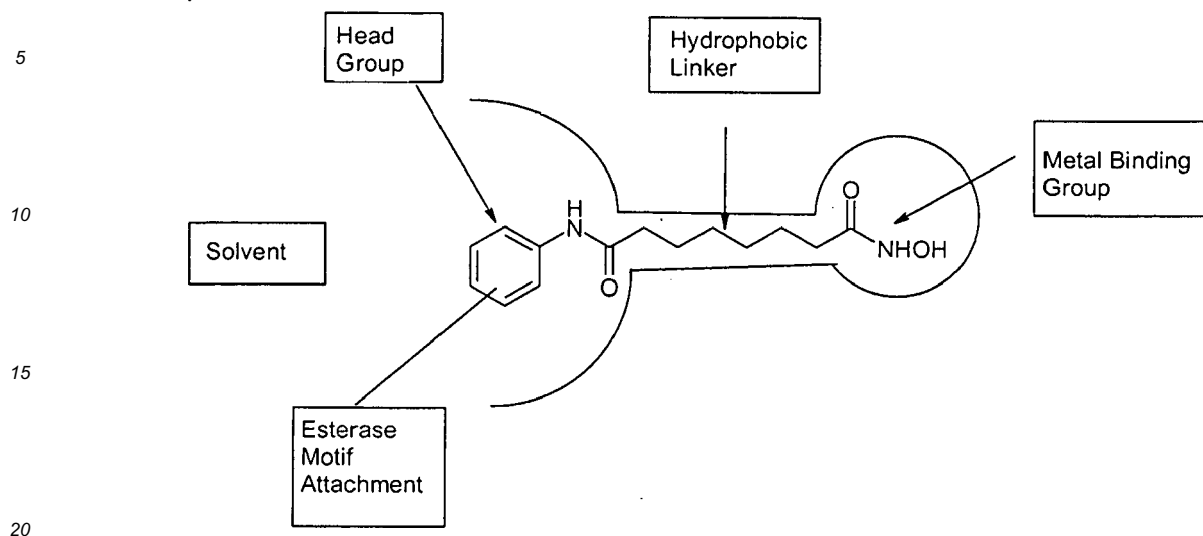 5
Head
Group
Hydrophobic
Linker
Metal Binding
Group
10
Solvent
H
N
O
O
NHOH
15
Esterase
Motif
Attachment
20